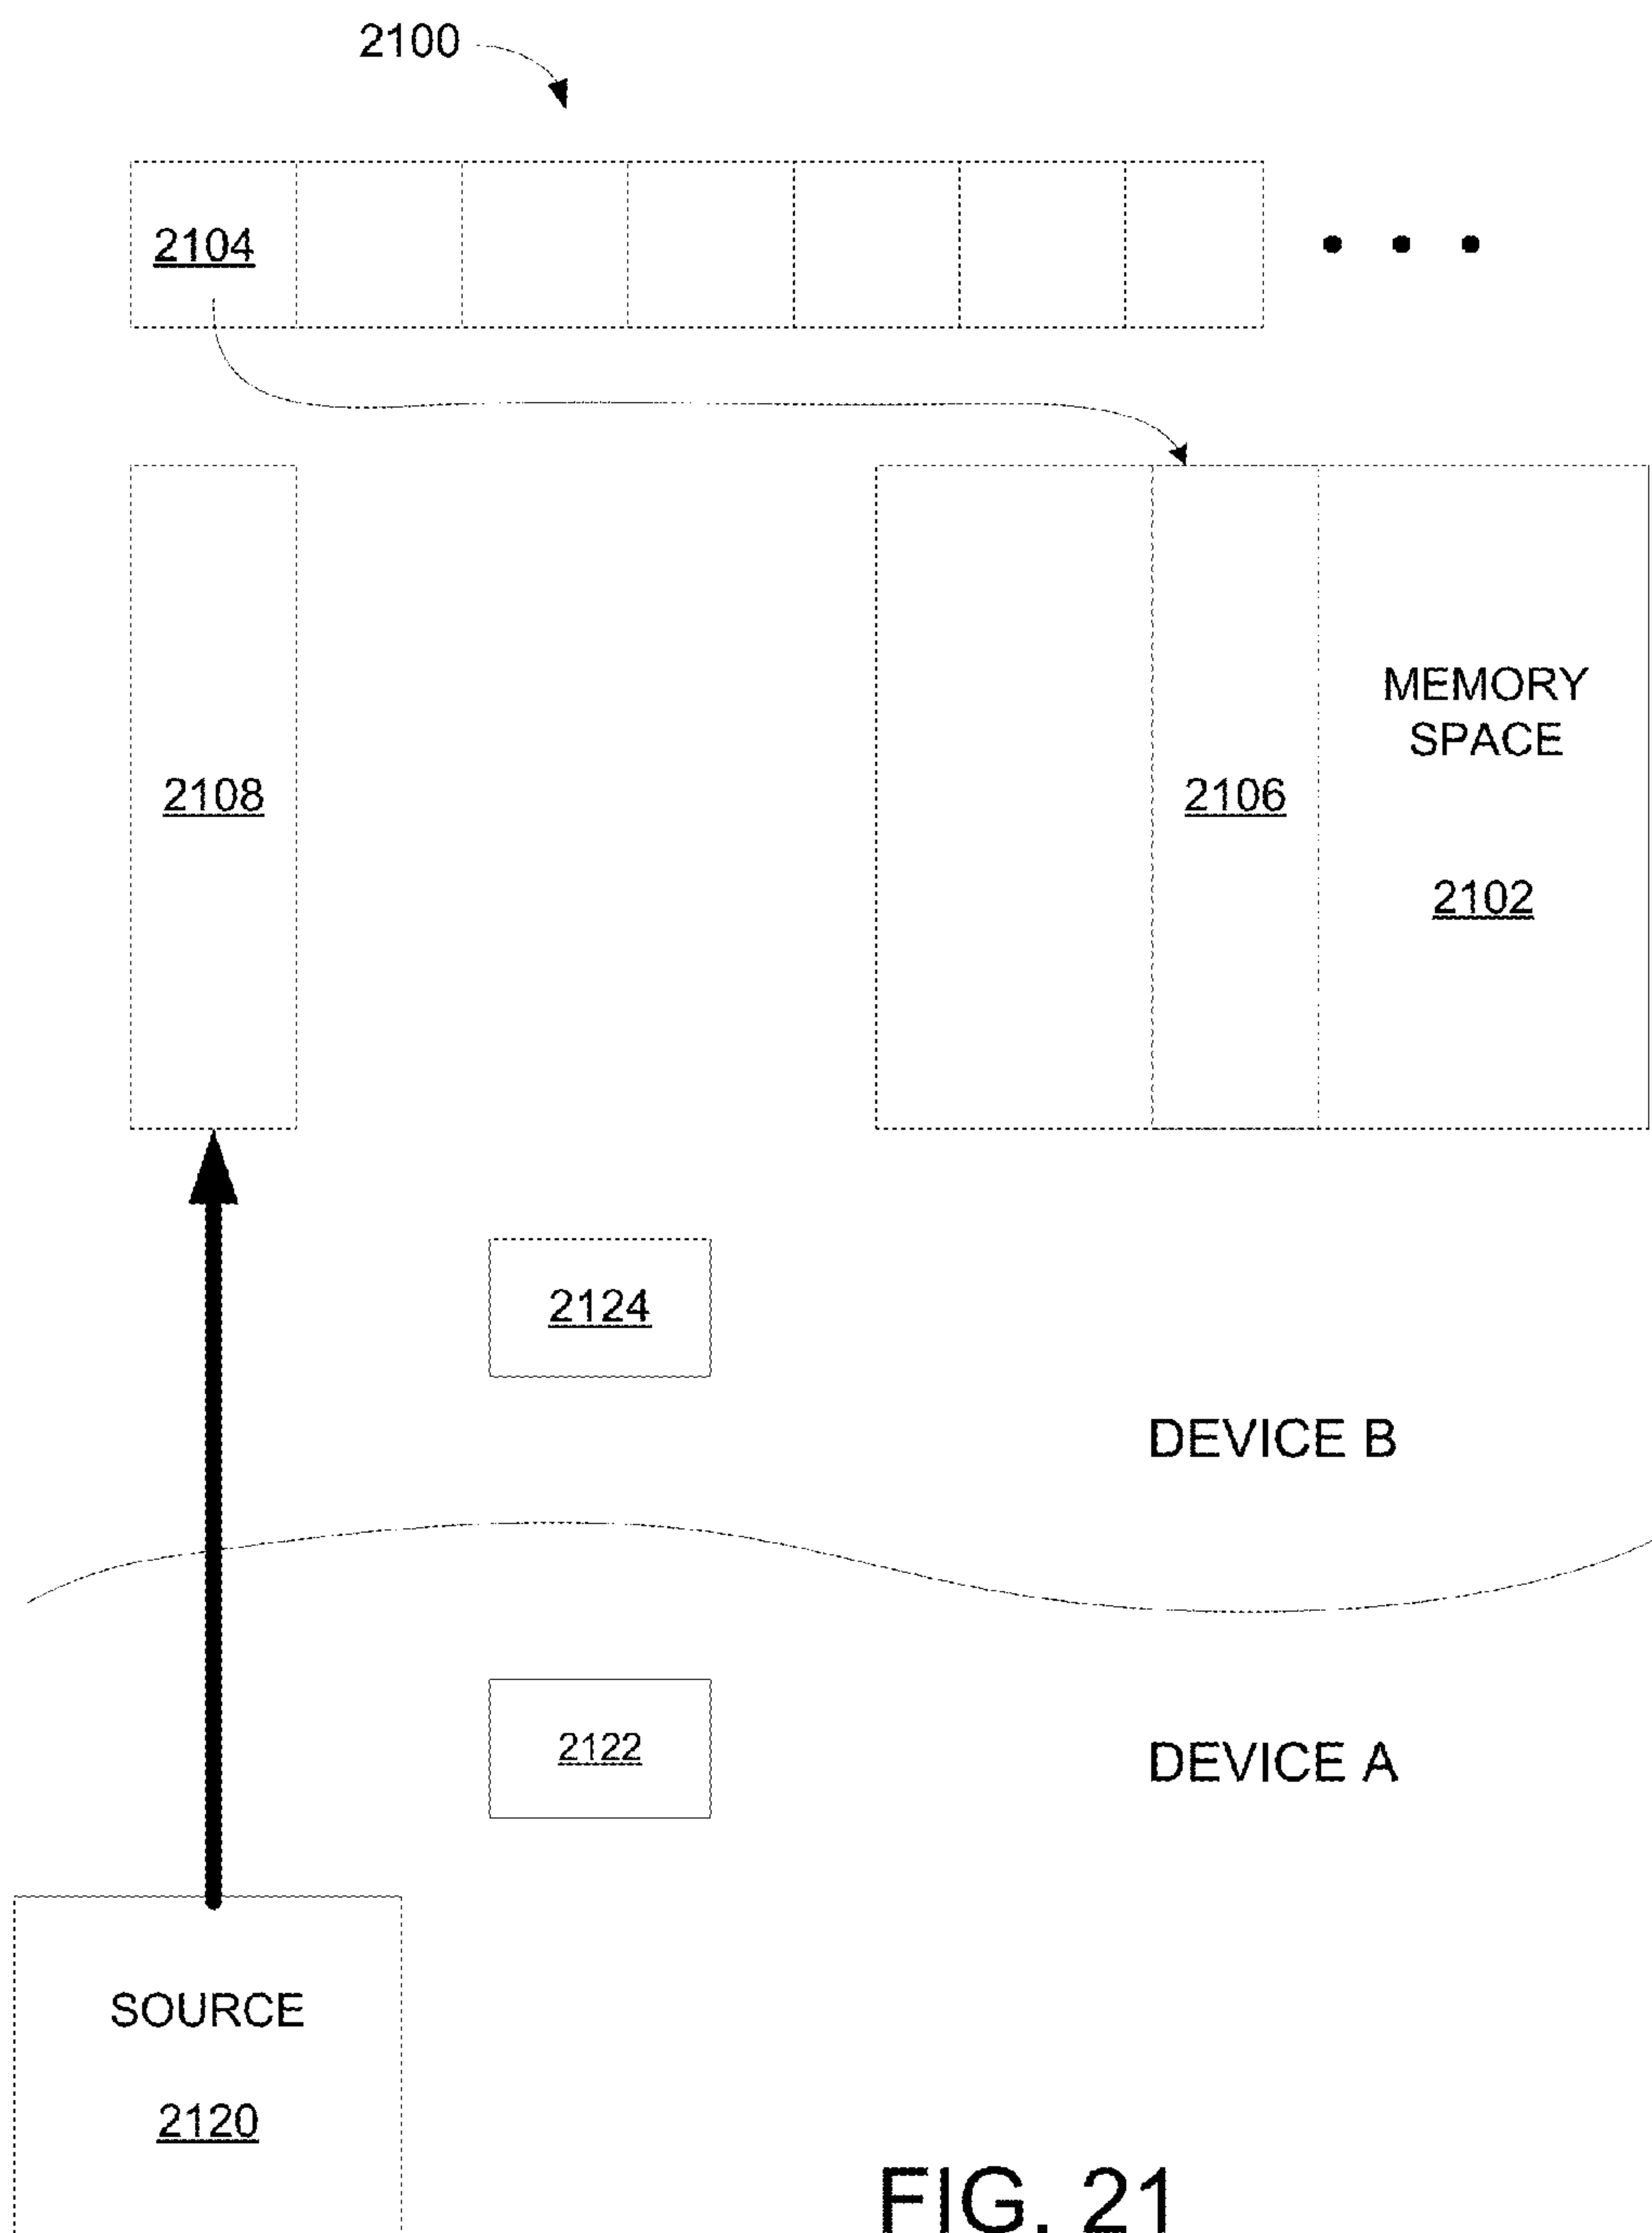 2100
2104
MEMORY
SPACE
2108
2106
2102
2124
DEVICE B
2122
DEVICE A
SOURCE
2120
FIG. 21